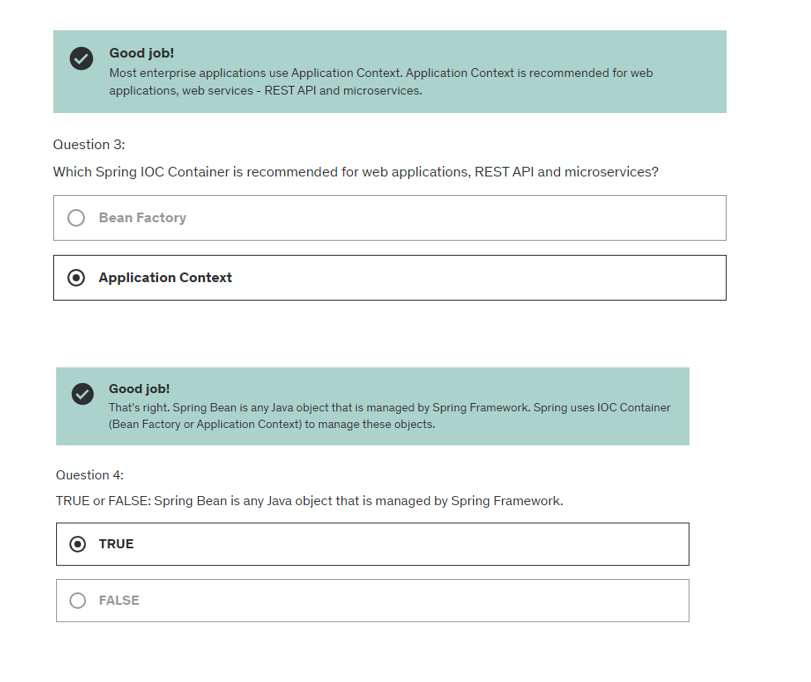 Good job!
Most enterprise applications use Application Context. Application Context is recommended for web
applications, web services - REST API and microservices.
Question 3:
Which Spring IOC Container is recommended for web applications, REST API and microservices?
Bean Factory
Application Context
Good job!
That's right. Spring Bean is any Java object that is managed by Spring Framework. Spring uses IOC Container
(Bean Factory or Application Context) to manage these objects.
Question 4:
TRUE or FALSE: Spring Bean is any Java object that is managed by Spring Framework.
TRUE
FALSE